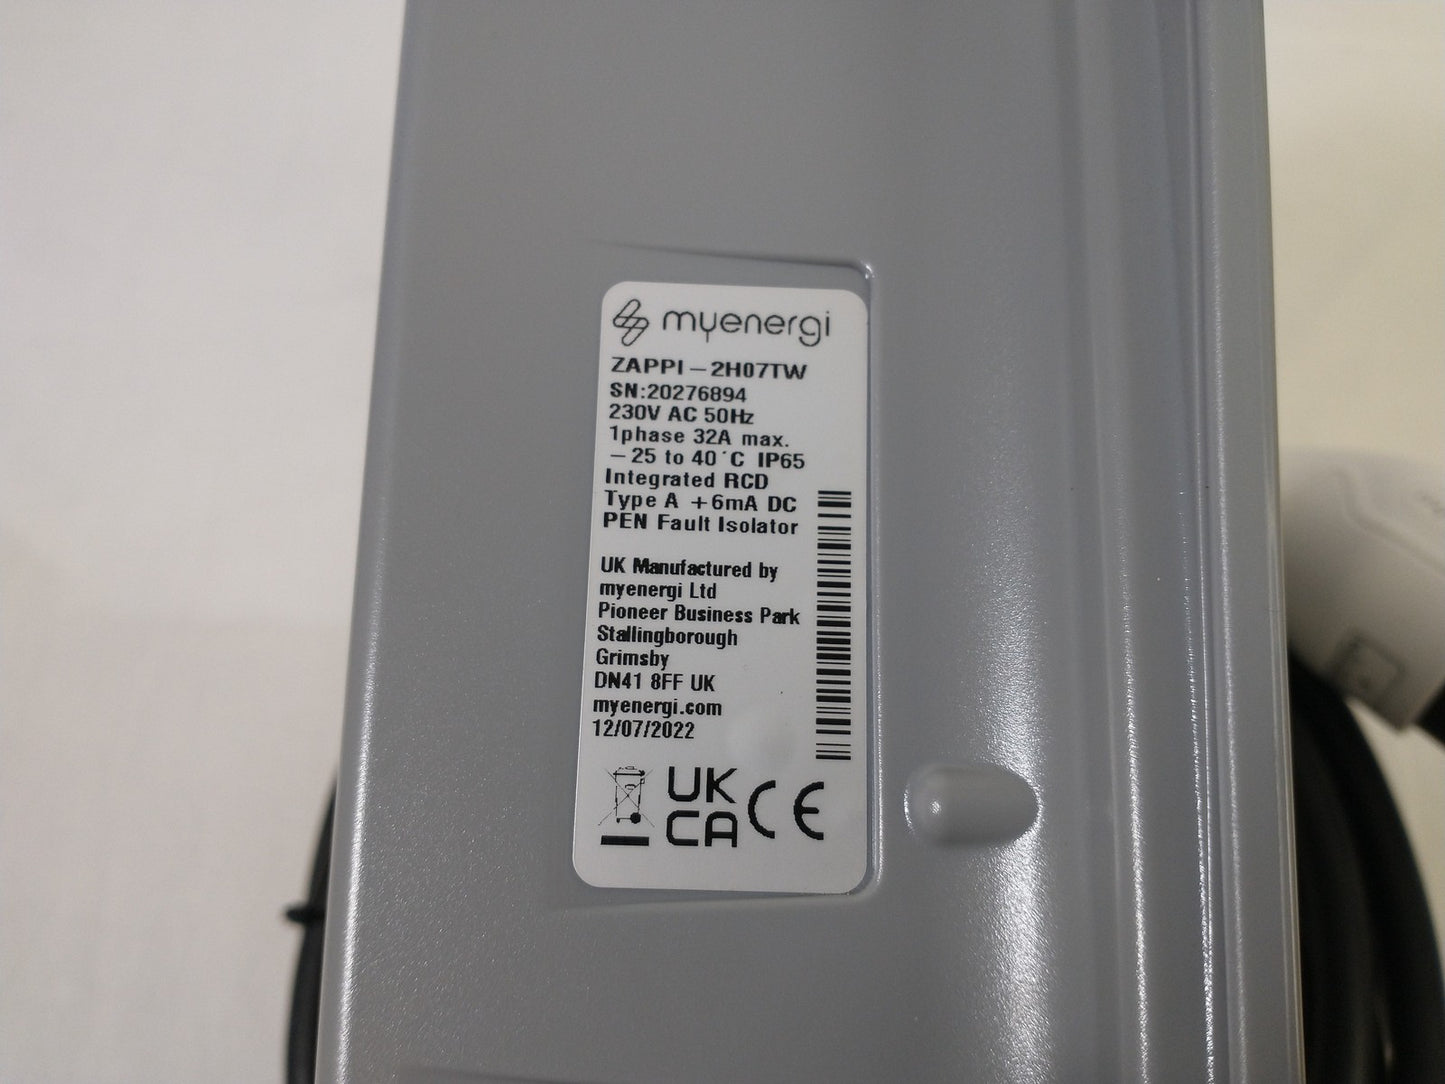 myenergi
ZAPPI-2H07TW
SN:20276894
230V AC 50Hz
1phase 32A max.
-25 to 40°C IP65
Integrated RCD
Type A +6mA DC
PEN Fault Isolator
UK Manufactured by
myenergi Ltd
Pioneer Business Park
Stallingborough
Grimsby
DN41 8FF UK
myenergi.com
12/07/2022
UK
CA CE